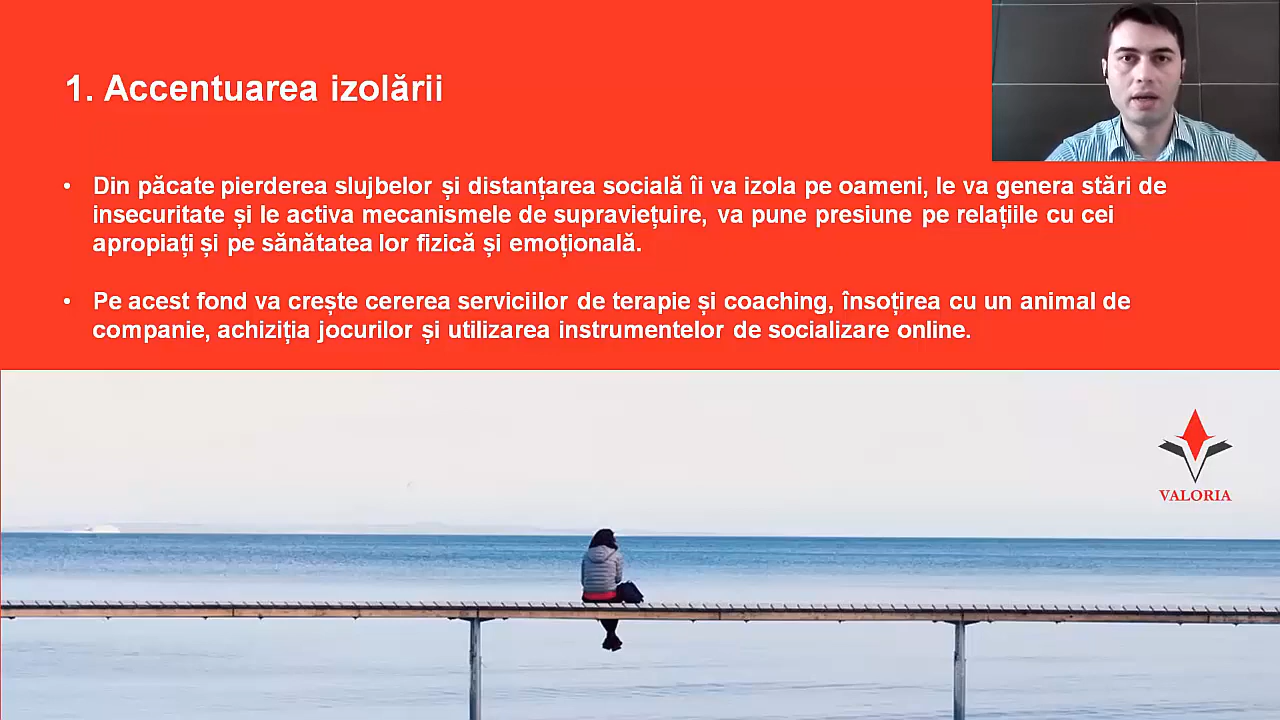 1. Accentuarea izolării
• Din păcate pierderea slujbelor și distanțarea socială îi va izola pe oameni, le va genera stări de
insecuritate și le activa mecanismele de supraviețuire, va pune presiune pe relațiile cu cei
apropiați și pe sănătatea lor fizică și emoțională.
• Pe acest fond va crește cererea serviciilor de terapie și coaching, însoțirea cu un animal de
companie, achiziția jocurilor și utilizarea instrumentelor de socializare online.
VALORIA